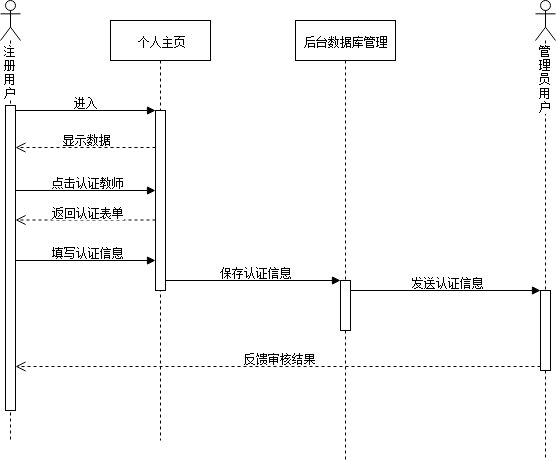 注册用户
个人主页
后台数据库管理
管理员用户
进入
显示数据
点击认证教师
返回认证表单
填写认证信息
保存认证信息
发送认证信息
反馈审核结果